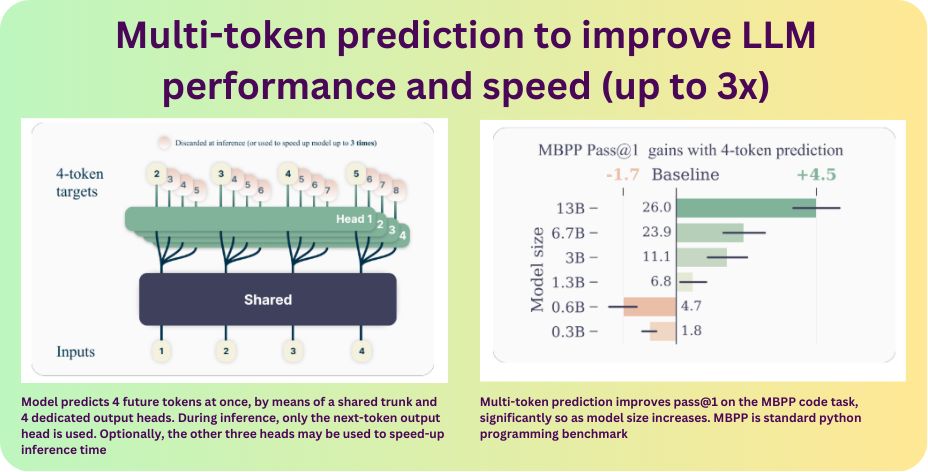 Multi-token prediction to improve LLM
performance and speed (up to 3x)
Discarded at inference (or used to speed up model up to 3 times)
4-token
targets
2 3 4 5
3 4 5 6
4 5 6 7
5 6 7 8
Head 1 2 3 4
Shared
Inputs
1 2 3 4
Model predicts 4 future tokens at once, by means of a shared trunk and
4 dedicated output heads. During inference, only the next-token output
head is used. Optionally, the other three heads may be used to speed-up
inference time
MBPP Pass@1 gains with 4-token prediction
-1.7 Baseline +4.5
Model size
13B 26.0
6.7B 23.9
3B 11.1
1.3B 6.8
0.6B 4.7
0.3B 1.8
Multi-token prediction improves pass@1 on the MBPP code task,
significantly so as model size increases. MBPP is standard python
programming benchmark